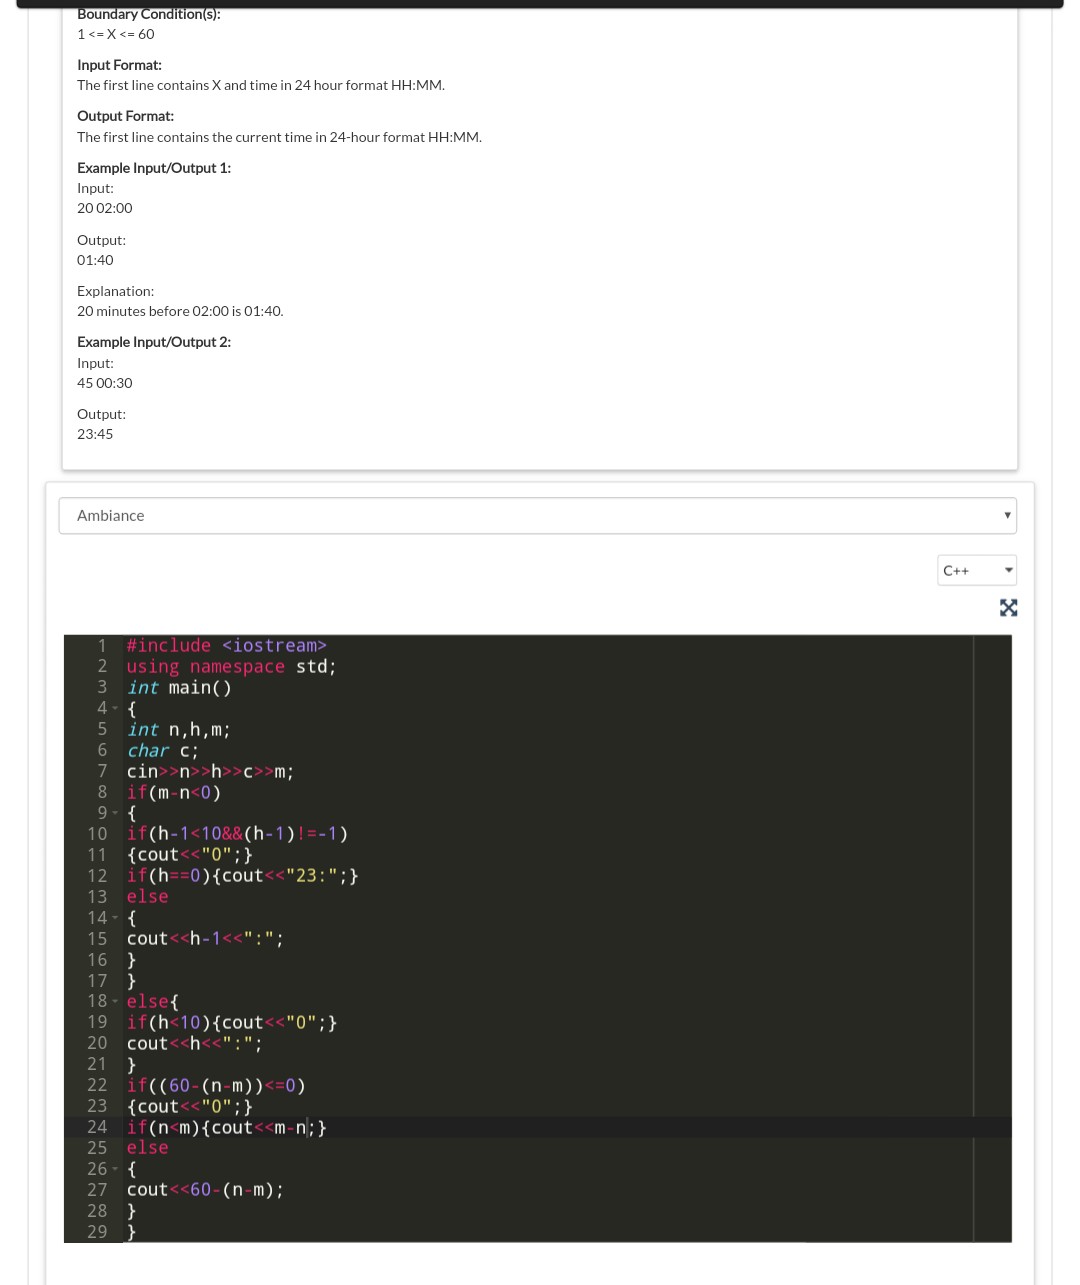 Boundary Condition(s):
1 <= X <= 60
Input Format:
The first line contains X and time in 24 hour format HH:MM.
Output Format:
The first line contains the current time in 24-hour format HH:MM.
Example Input/Output 1:
Input:
20 02:00
Output:
01:40
Explanation:
20 minutes before 02:00 is 01:40.
Example Input/Output 2:
Input:
45 00:30
Output:
23:45
Ambiance
C++
1 #include <iostream>
2 using namespace std;
3 int main()
4 {
5 int n,h,m;
6 char c;
7 cin>>n>>h>>c>>m;
8 if(m-n<0)
9 {
10 if(h-1<10&&(h-1)!=-1)
11 {cout<<"0";}
12 if(h==0){cout<<"23:";}
13 else
14 {
15 cout<<h-1<<":";
16 }
17 }
18 else{
19 if(h<10){cout<<"0";}
20 cout<<h<<":";
21 }
22 if((60-(n-m))<=0)
23 {cout<<"0";}
24 if(n<m){cout<<m-n;}
25 else
26 {
27 cout<<60-(n-m);
28 }
29 }